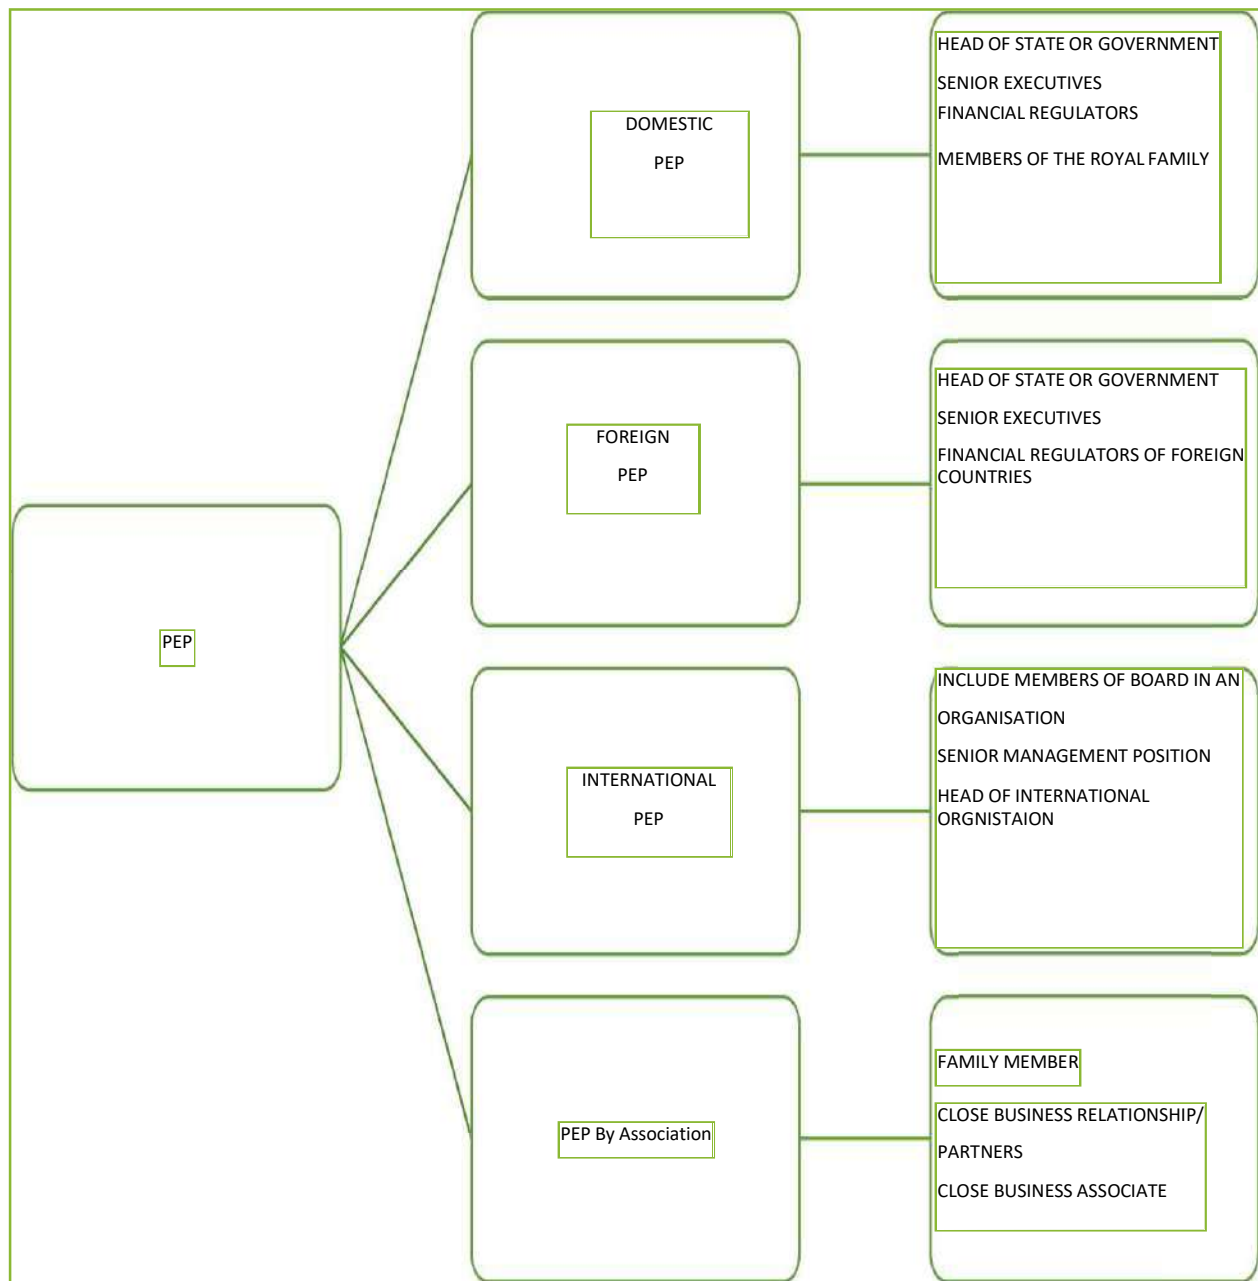 PEP
DOMESTIC
PEP
HEAD OF STATE OR GOVERNMENT
SENIOR EXECUTIVES
FINANCIAL REGULATORS
MEMBERS OF THE ROYAL FAMILY
FOREIGN
PEP
HEAD OF STATE OR GOVERNMENT
SENIOR EXECUTIVES
FINANCIAL REGULATORS OF FOREIGN
COUNTRIES
INTERNATIONAL
PEP
INCLUDE MEMBERS OF BOARD IN AN
ORGANISATION
SENIOR MANAGEMENT POSITION
HEAD OF INTERNATIONAL
ORGNISTAION
PEP By Association
FAMILY MEMBER
CLOSE BUSINESS RELATIONSHIP/
PARTNERS
CLOSE BUSINESS ASSOCIATE